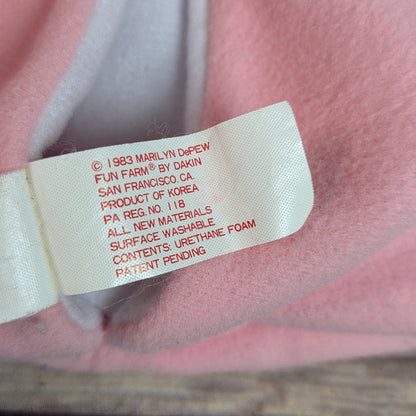 © 1983 MARILYN DePEW
FUN FARM® BY DAKIN
SAN FRANCISCO, CA.
PRODUCT OF KOREA
PA REG. NO. 118
ALL NEW MATERIALS
SURFACE WASHABLE
CONTENTS: URETHANE FOAM
PATENT PENDING